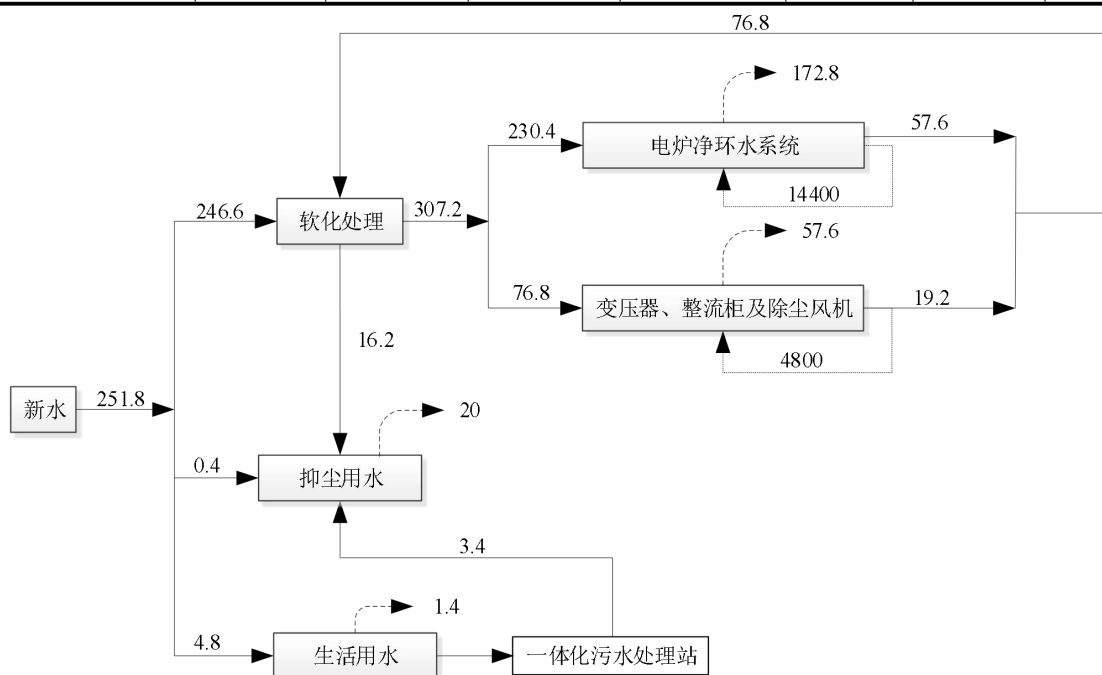 76.8
172.8
230.4
电炉净环水系统
57.6
14400
246.6
软化处理
307.2
57.6
76.8
变压器、整流柜及除尘风机
19.2
16.2
4800
新水
251.8
20
0.4
抑尘用水
3.4
1.4
4.8
生活用水
一体化污水处理站